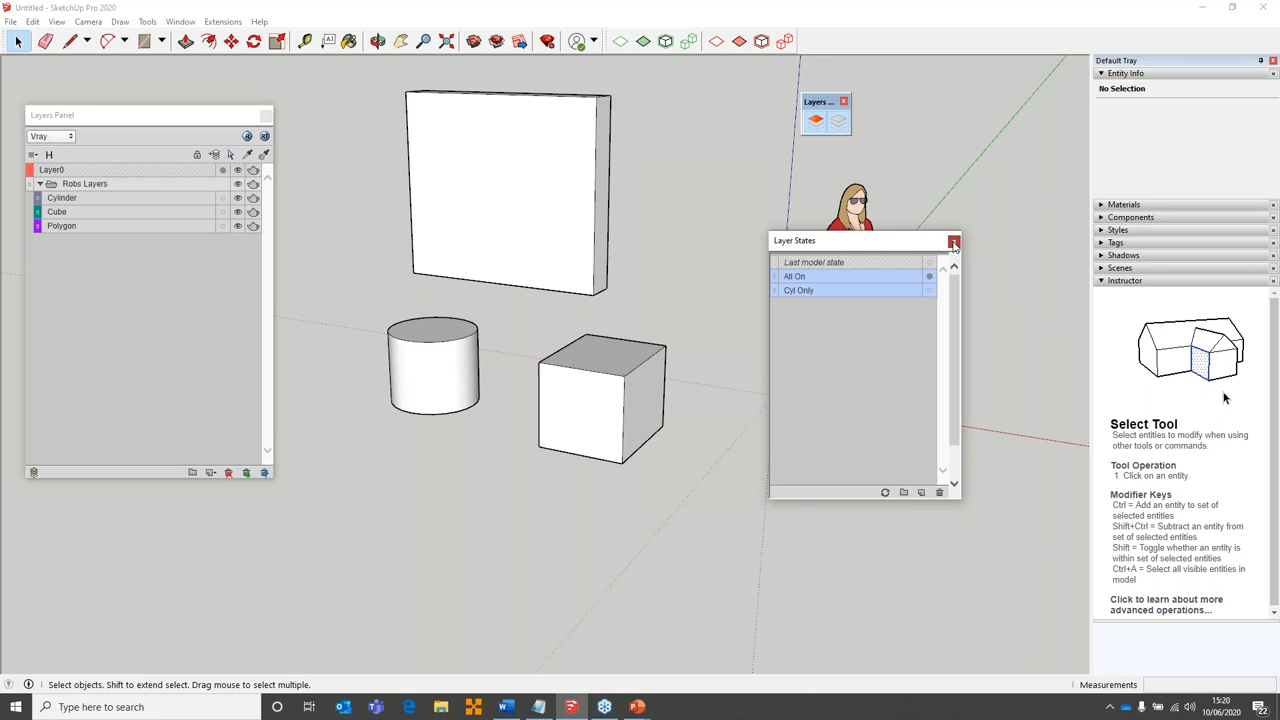 Untitled - SketchUp Pro 2020
File Edit View Camera Draw Tools Window Extensions Help
Default Tray
Entity Info
No Selection
Layers ...
Layers Panel
Vray
H
Layer0
Robs Layers
Cylinder
Cube
Polygon
Layer States
Last model state
All On
Cyl Only
Materials
Components
Styles
Tags
Shadows
Scenes
Instructor
Select Tool
Select entities to modify when using
other tools or commands.
Tool Operation
1. Click on an entity.
Modifier Keys
Ctrl = Add an entity to set of
selected entities
Shift+Ctrl = Subtract an entity from
set of selected entities
Shift = Toggle whether an entity is
within set of selected entities
Ctrl+A = Select all visible entities in
model
Click to learn about more
advanced operations...
Select objects. Shift to extend select. Drag mouse to select multiple.
Measurements
Type here to search
15:20
10/06/2020